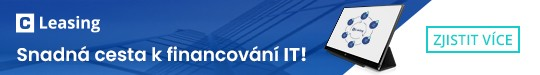 C Leasing
Snadná cesta k financování IT!
ZJISTIT VÍCE